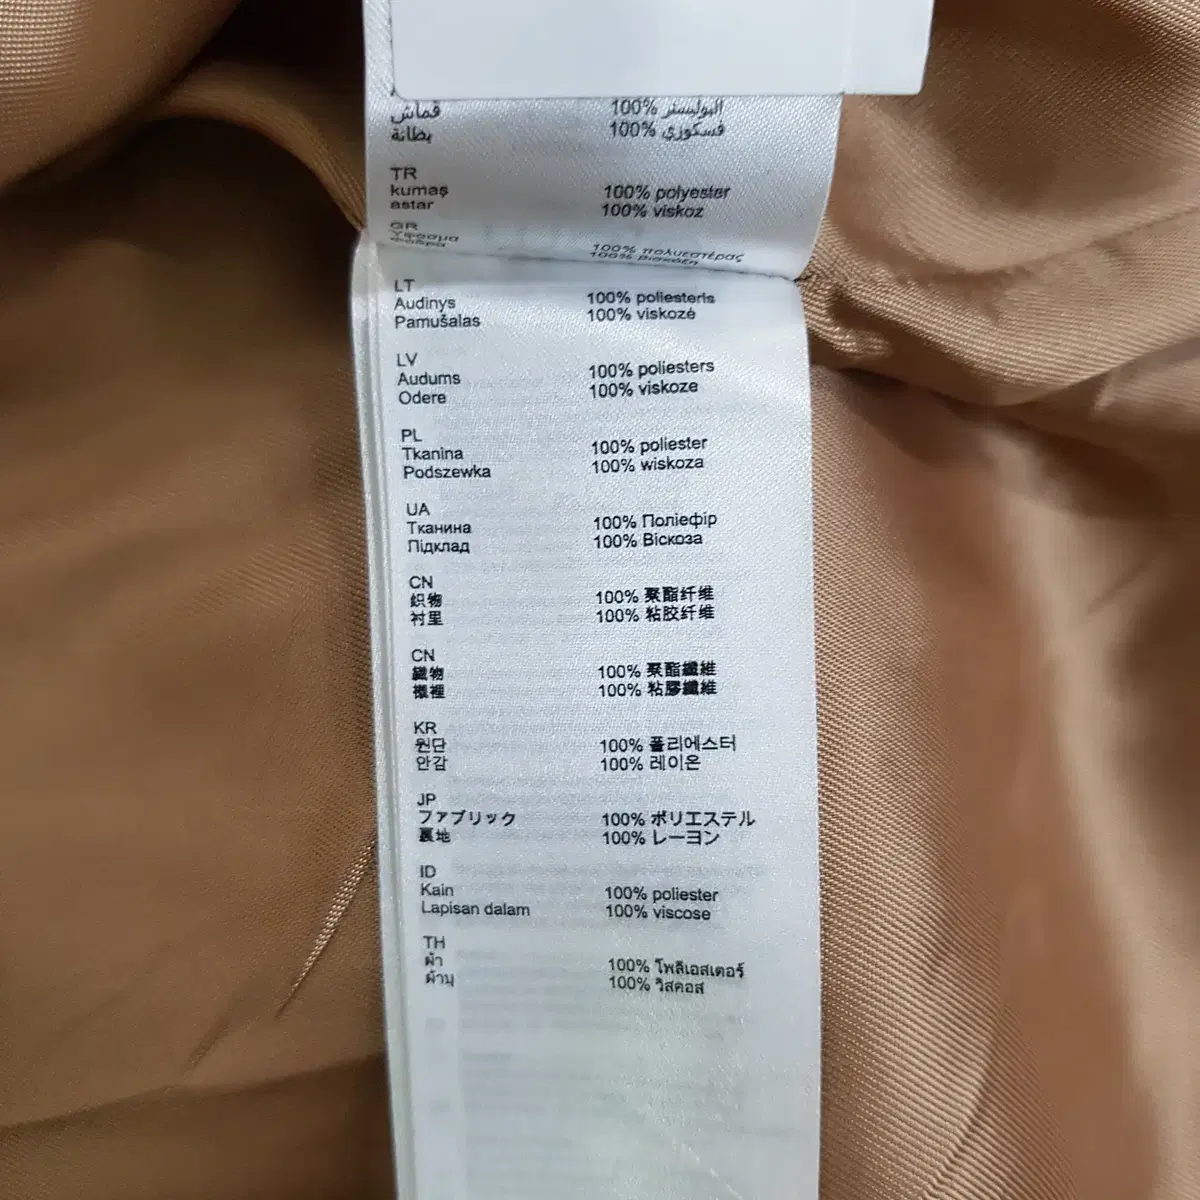 قماش 100% البوليستر
بطانة 100% فسكوزي
TR
kumaş 100% polyester
astar 100% viskoz
GR
Ύφασμα 100% πολυεστέρας
Φόδρα 100% βισκόζη
LT
Audinys 100% poliesteris
Pamušalas 100% viskozė
LV
Audums 100% poliesters
Odere 100% viskoze
PL
Tkanina 100% poliester
Podszewka 100% wiskoza
UA
Тканина 100% Поліефір
Підклад 100% Віскоза
CN
织物 100% 聚酯纤维
衬里 100% 粘胶纤维
CN
織物 100% 聚酯纖維
襯裡 100% 粘膠纖維
KR
원단 100% 폴리에스터
안감 100% 레이온
JP
ファブリック 100% ポリエステル
裏地 100% レーヨン
ID
Kain 100% poliester
Lapisan dalam 100% viscose
TH
ผ้า 100% โพลีเอสเตอร์
ผ้าบุ 100% วิสคอส